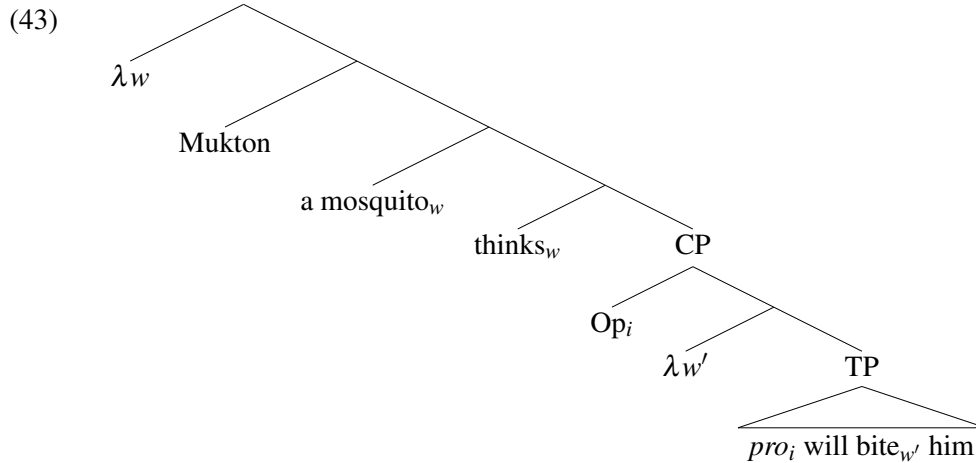 (43)
λw
Mukton
a mosquito_w
thinks_w
CP
Op_i
λw′
TP
pro_i will bite_w′ him